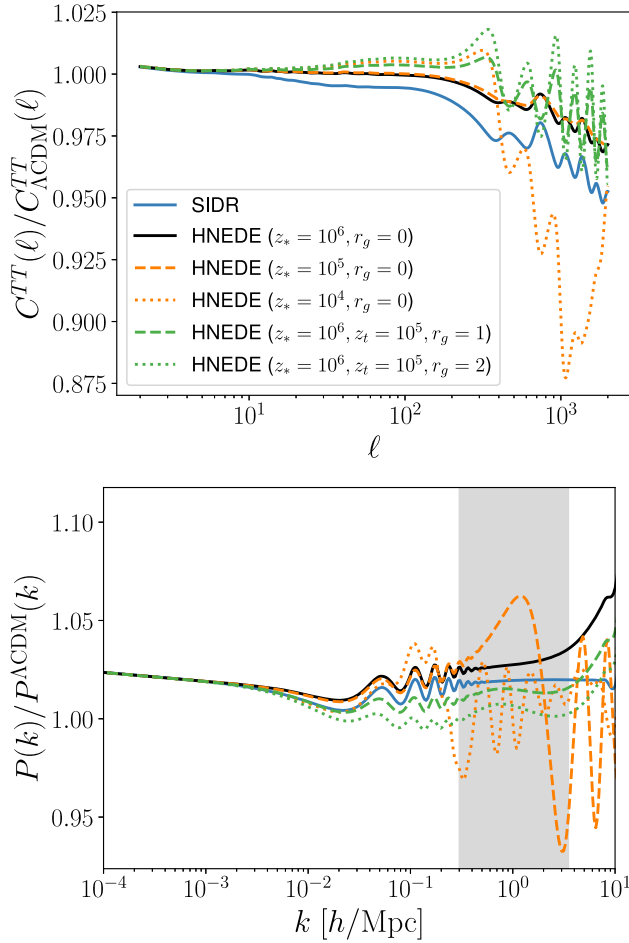 1.025
1.000
0.975
0.950
0.925
0.900
0.875
C^{TT}(ℓ)/C^{TT}_{ΛCDM}(ℓ)
SIDR
HNEDE (z_* = 10^6, r_g = 0)
HNEDE (z_* = 10^5, r_g = 0)
HNEDE (z_* = 10^4, r_g = 0)
HNEDE (z_* = 10^6, z_t = 10^5, r_g = 1)
HNEDE (z_* = 10^6, z_t = 10^5, r_g = 2)
10^1 10^2 10^3
ℓ
1.10
1.05
1.00
0.95
P(k)/P^{ΛCDM}(k)
10^{-4} 10^{-3} 10^{-2} 10^{-1} 10^0 10^1
k [h/Mpc]